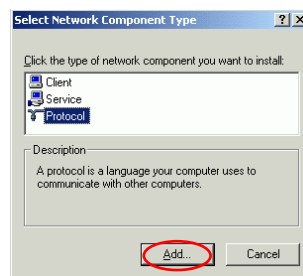 Select Network Component Type
Click the type of network component you want to install:
Client
Service
Protocol
Description
A protocol is a language your computer uses to
communicate with other computers.
Add...
Cancel